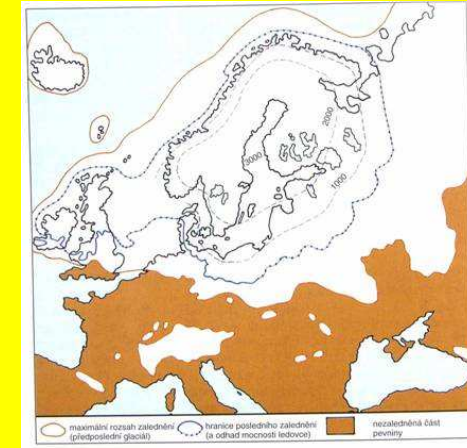 3000
2000
1000
maximální rozsah zalednění
(předposlední glaciál)
hranice posledního zalednění
(a odhad mocnosti ledovce)
nezaledněná část
pevniny